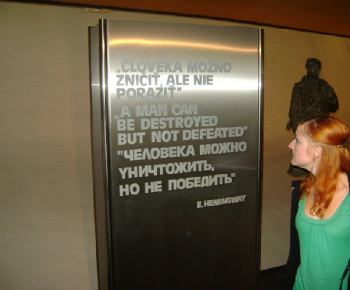 „ČLOVEKA MOŽNO
ZNIČIŤ, ALE NIE
PORAZIŤ"
„A MAN CAN
BE DESTROYED
BUT NOT DEFEATED"
"ЧЕЛОВЕКА МОЖНО
УНИЧТОЖИТЬ,
НО НЕ ПОБЕДИТЬ"
E. HEMINGWAY